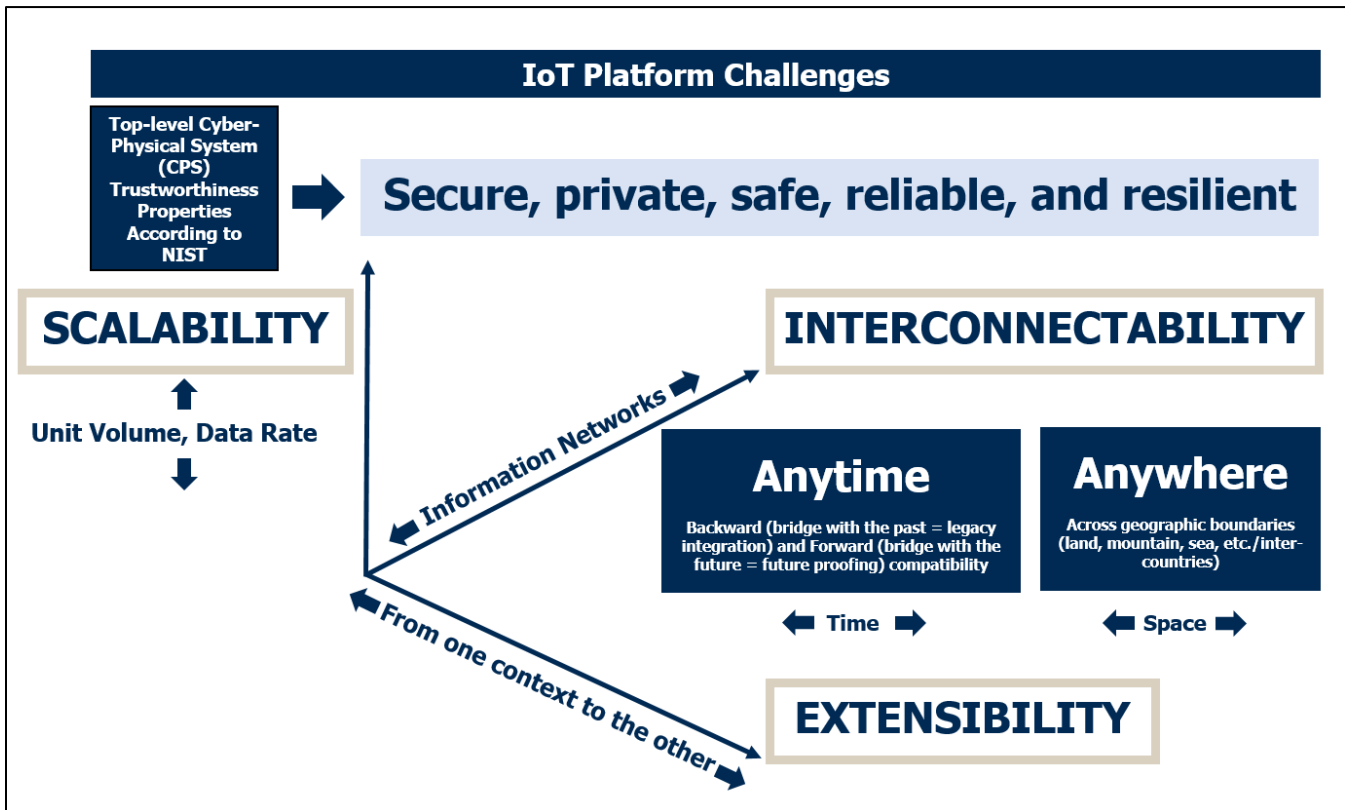 IoT Platform Challenges
Top-level Cyber-
Physical System
(CPS)
Trustworthiness
Properties
According to
NIST
Secure, private, safe, reliable, and resilient
SCALABILITY
Unit Volume, Data Rate
INTERCONNECTABILITY
Information Networks
Anytime
Backward (bridge with the past = legacy
integration) and Forward (bridge with the
future = future proofing) compatibility
Anywhere
Across geographic boundaries
(land, mountain, sea, etc./inter-
countries)
Time
Space
From one context to the other
EXTENSIBILITY